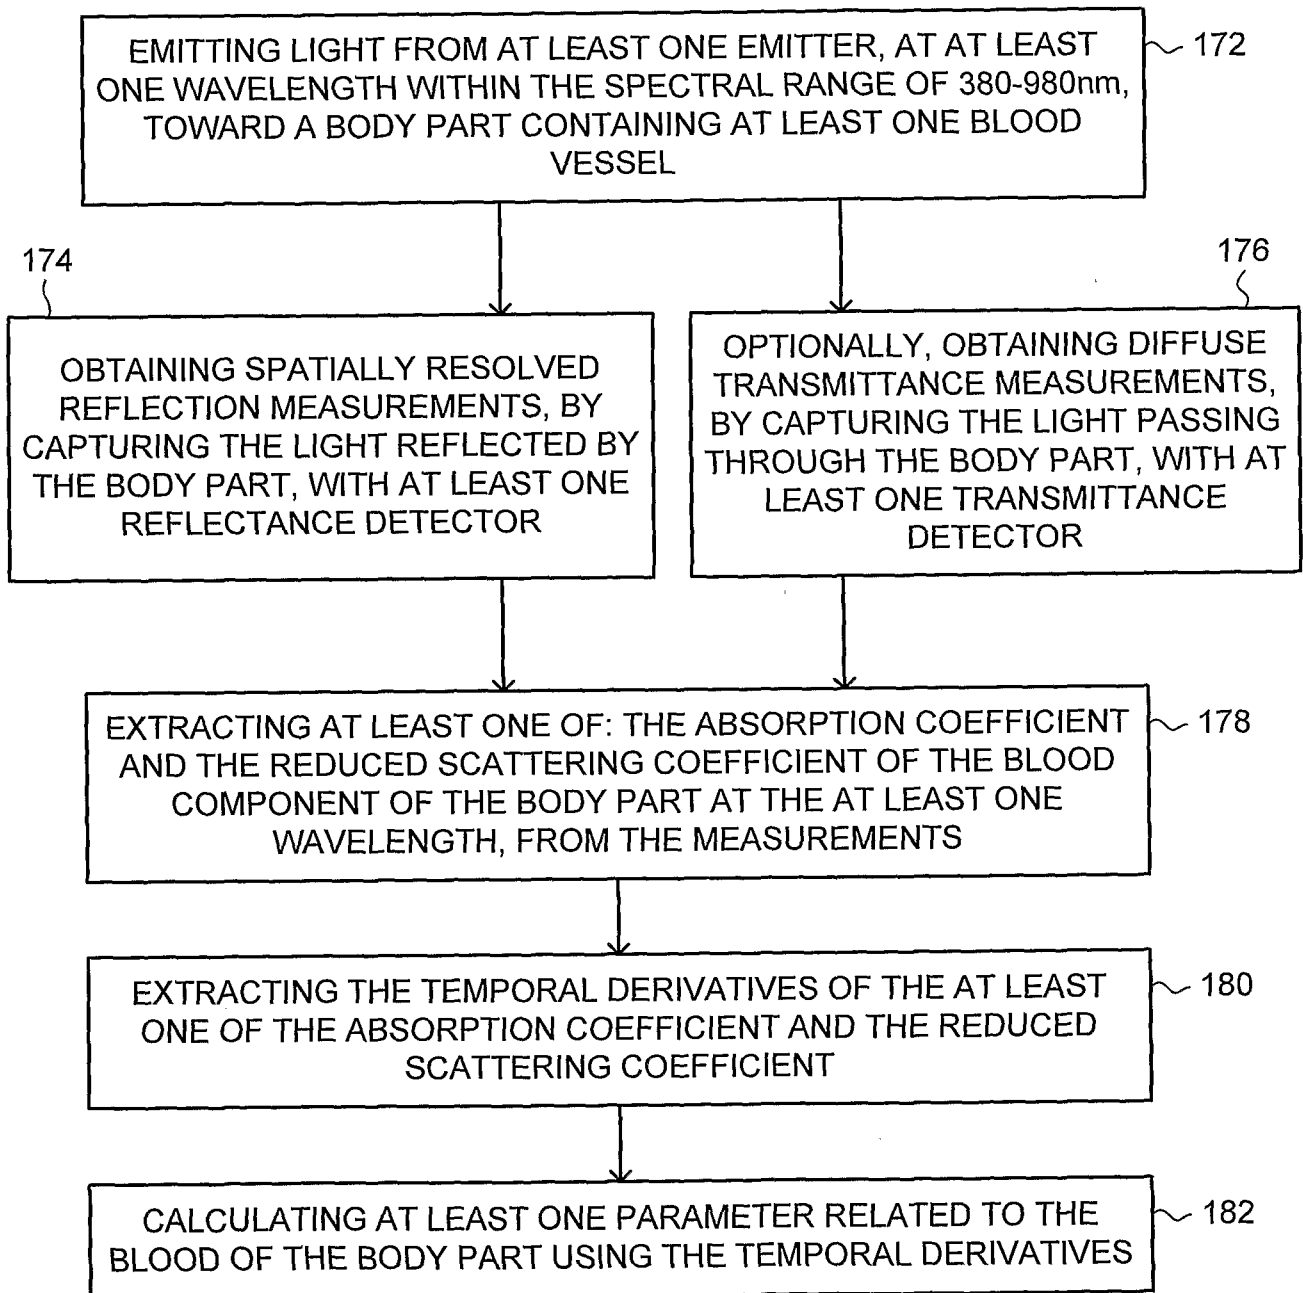 EMITTING LIGHT FROM AT LEAST ONE EMITTER, AT AT LEAST
ONE WAVELENGTH WITHIN THE SPECTRAL RANGE OF 380-980nm,
TOWARD A BODY PART CONTAINING AT LEAST ONE BLOOD
VESSEL
172
174
OBTAINING SPATIALLY RESOLVED
REFLECTION MEASUREMENTS, BY
CAPTURING THE LIGHT REFLECTED BY
THE BODY PART, WITH AT LEAST ONE
REFLECTANCE DETECTOR
176
OPTIONALLY, OBTAINING DIFFUSE
TRANSMITTANCE MEASUREMENTS,
BY CAPTURING THE LIGHT PASSING
THROUGH THE BODY PART, WITH AT
LEAST ONE TRANSMITTANCE
DETECTOR
EXTRACTING AT LEAST ONE OF: THE ABSORPTION COEFFICIENT
AND THE REDUCED SCATTERING COEFFICIENT OF THE BLOOD
COMPONENT OF THE BODY PART AT THE AT LEAST ONE
WAVELENGTH, FROM THE MEASUREMENTS
178
EXTRACTING THE TEMPORAL DERIVATIVES OF THE AT LEAST
ONE OF THE ABSORPTION COEFFICIENT AND THE REDUCED
SCATTERING COEFFICIENT
180
CALCULATING AT LEAST ONE PARAMETER RELATED TO THE
BLOOD OF THE BODY PART USING THE TEMPORAL DERIVATIVES
182